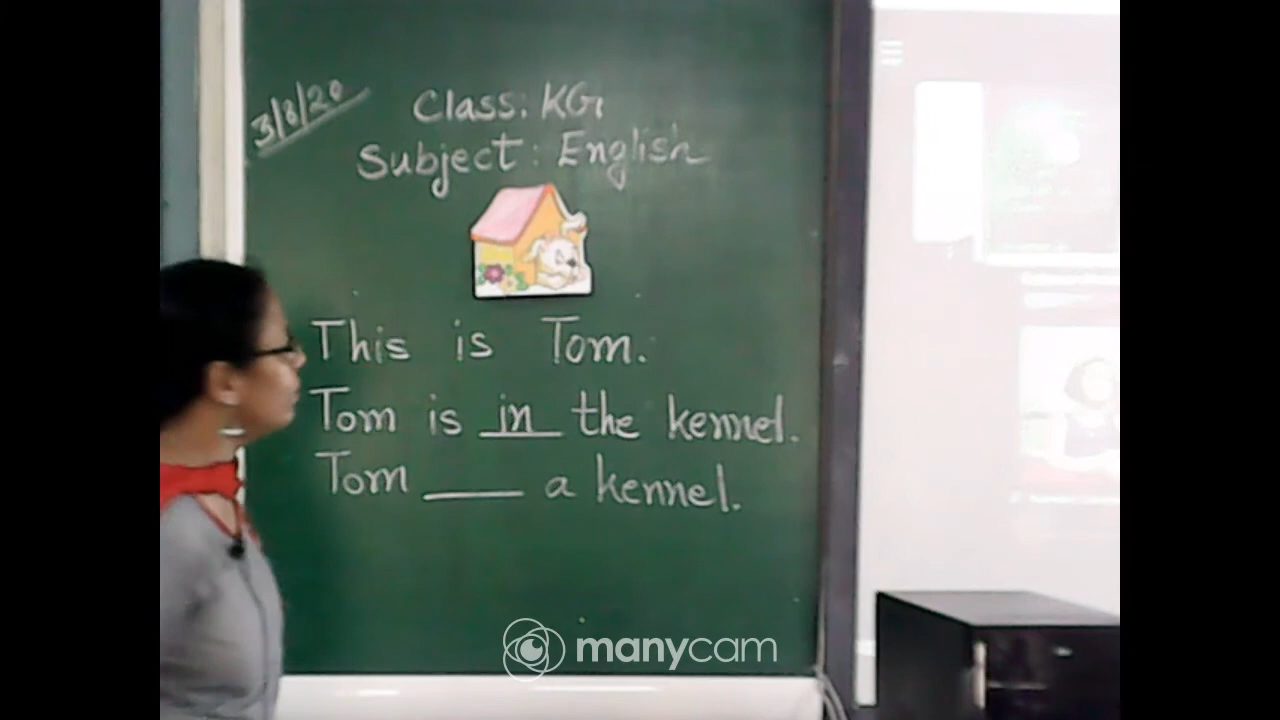 3/8/20
Class: KG
Subject: English
This is Tom.
Tom is in the kennel.
Tom ____ a kennel.
manycam